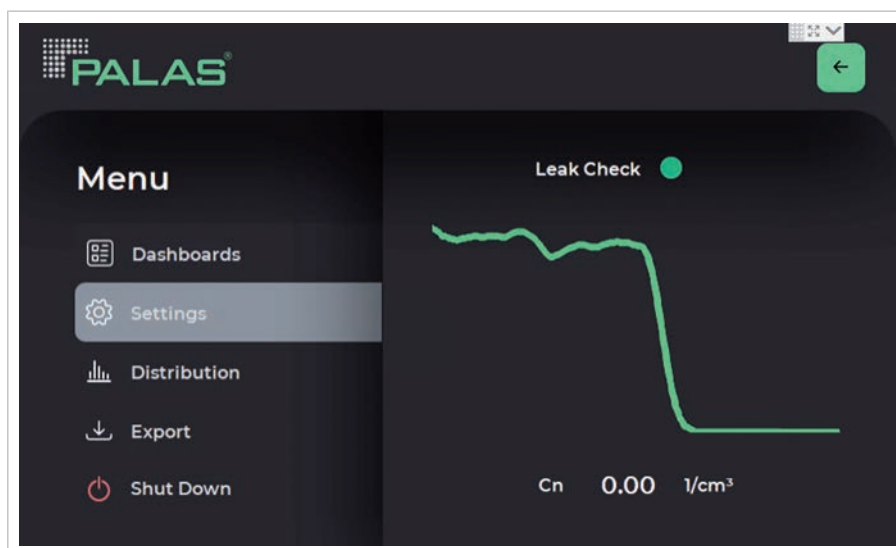 PALAS®
Menu
Dashboards
Settings
Distribution
Export
Shut Down
Leak Check
Cn 0.00 1/cm³